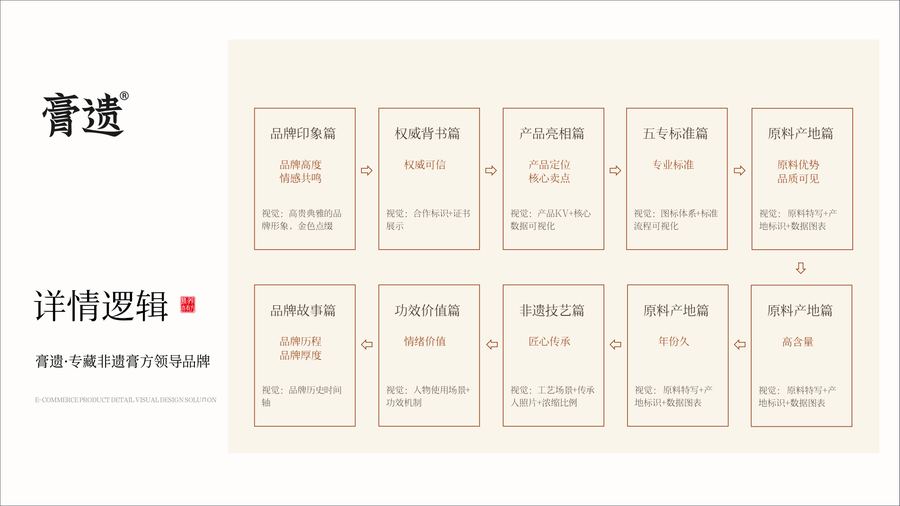 膏遗®
详情逻辑
膏遗·专藏非遗膏方领导品牌
E-COMMERCE PRODUCT DETAIL VISUAL DESIGN SOLUTION
品牌印象篇
品牌高度
情感共鸣
视觉：高贵典雅的品
牌形象、金色点缀
权威背书篇
权威可信
视觉：合作标识+证书
展示
产品亮相篇
产品定位
核心卖点
视觉：产品KV+核心
数据可视化
五专标准篇
专业标准
视觉：图标体系+标准
流程可视化
原料产地篇
原料优势
品质可见
视觉： 原料特写+产
地标识+数据图表
原料产地篇
高含量
视觉： 原料特写+产
地标识+数据图表
原料产地篇
年份久
视觉： 原料特写+产
地标识+数据图表
非遗技艺篇
匠心传承
视觉：工艺场景+传承
人照片+浓缩比例
功效价值篇
情绪价值
视觉：人物使用场景+
功效机制
品牌故事篇
品牌历程
品牌厚度
视觉：品牌历史时间
轴